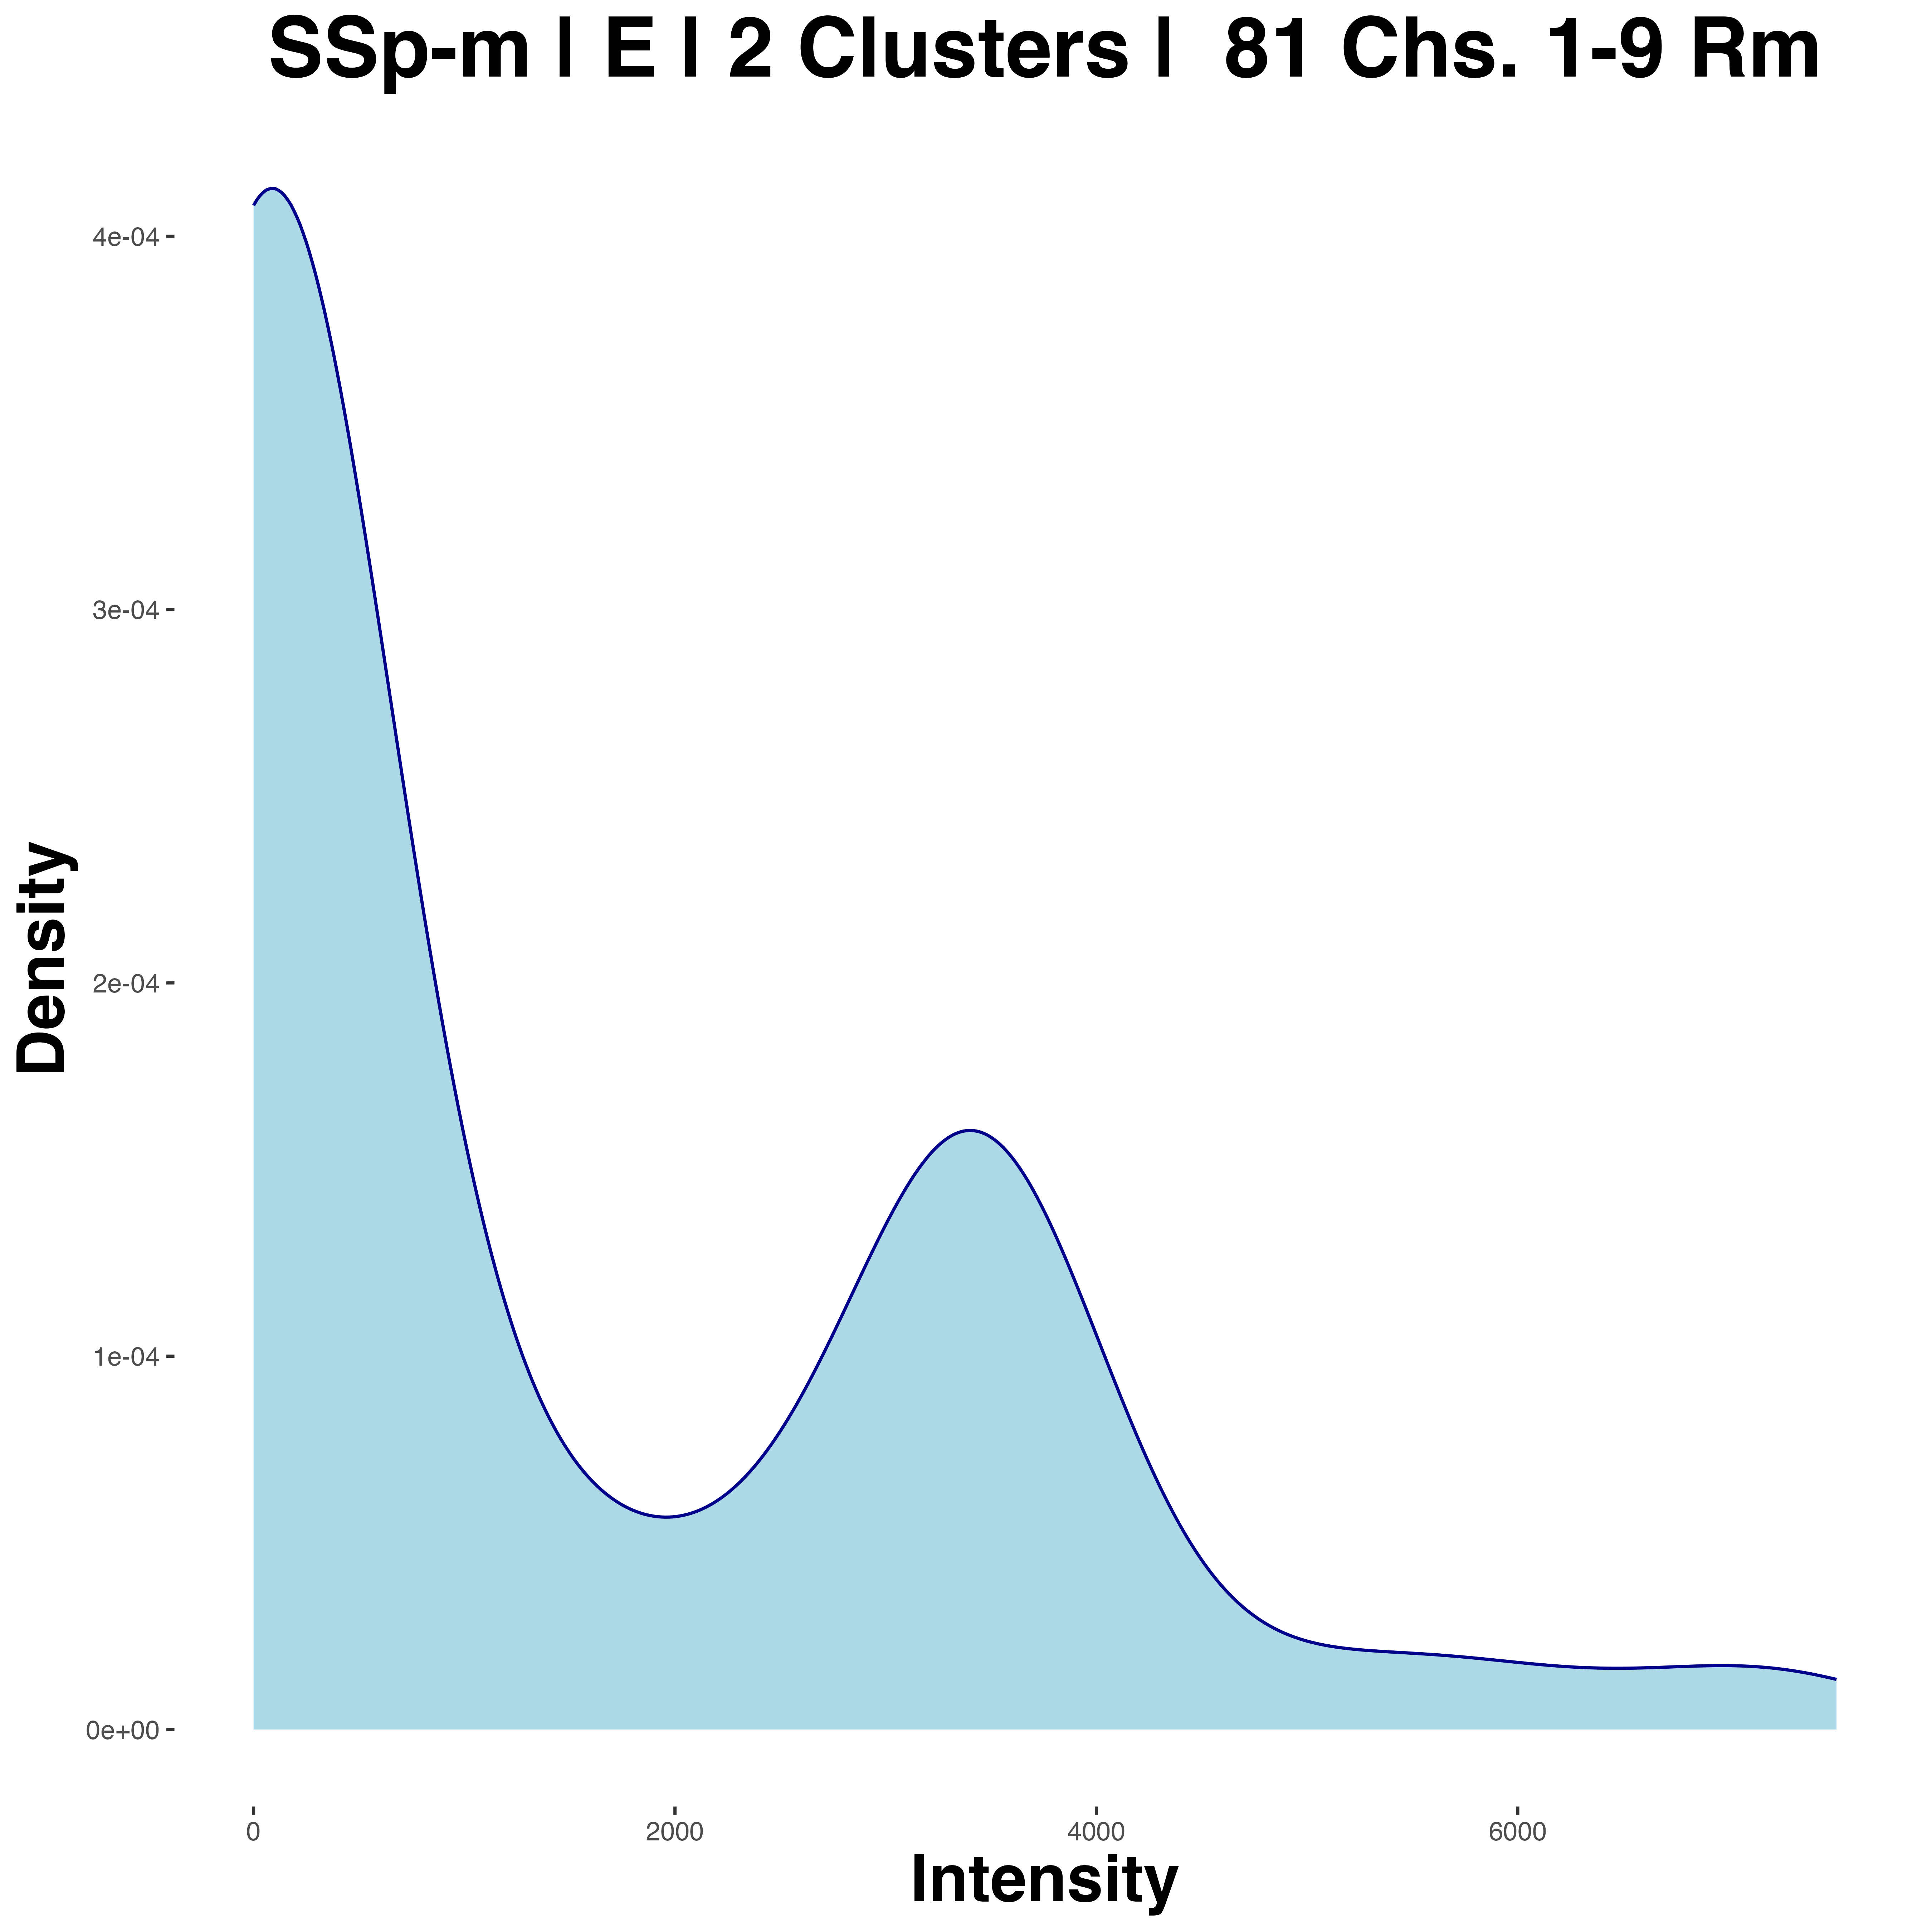 SSp-m | E | 2 Clusters |  81 Chs. 1-9 Rm
Density
4e-04
3e-04
2e-04
1e-04
0e+00
0
2000
4000
6000
Intensity